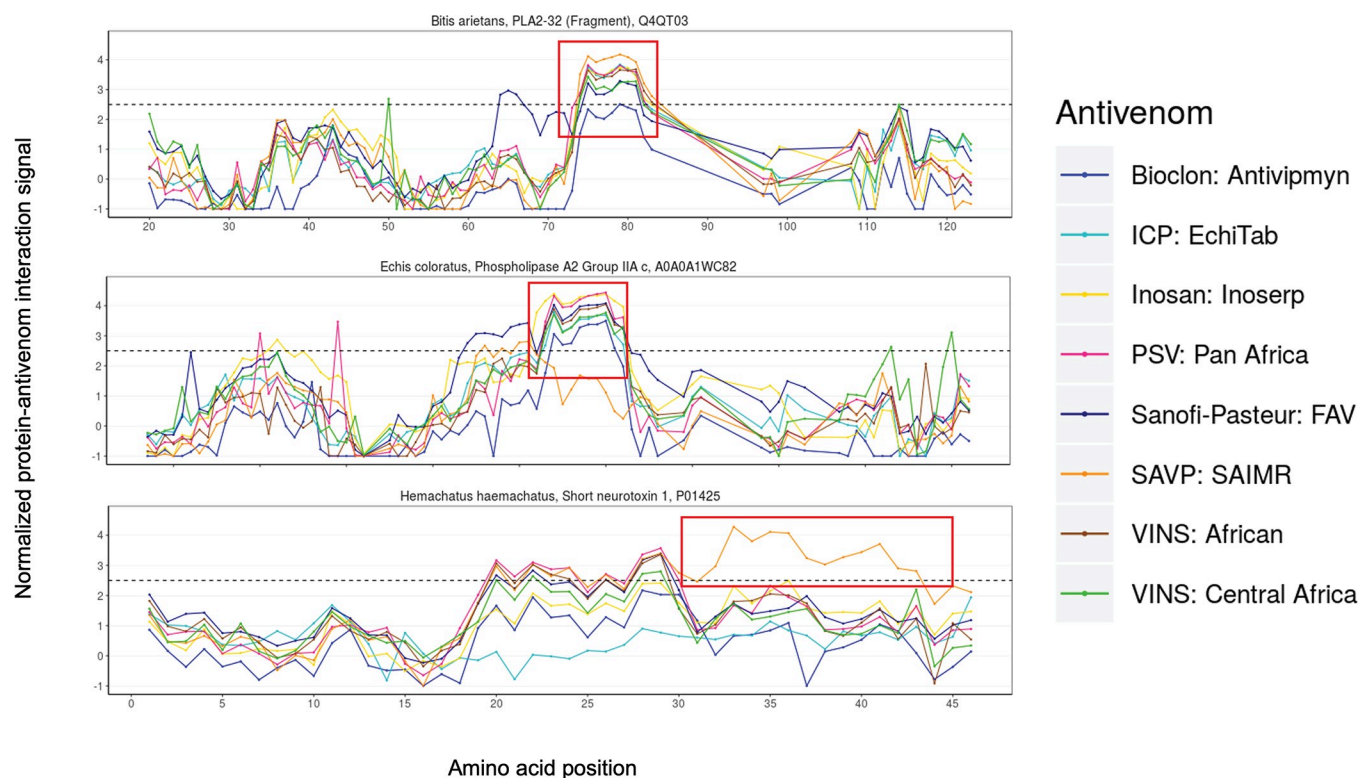 Bitis arietans, PLA2-32 (Fragment), Q4QT03
4
3
2
1
0
-1
20 30 40 50 60 70 80 90 100 110 120
Echis coloratus, Phospholipase A2 Group IIA c, A0A0A1WC82
4
3
2
1
0
-1
Hemachatus haemachatus, Short neurotoxin 1, P01425
4
3
2
1
0
-1
0 5 10 15 20 25 30 35 40 45
Normalized protein-antivenom interaction signal
Amino acid position
Antivenom
Bioclon: Antivipmyn
ICP: EchiTab
Inosan: Inoserp
PSV: Pan Africa
Sanofi-Pasteur: FAV
SAVP: SAIMR
VINS: African
VINS: Central Africa